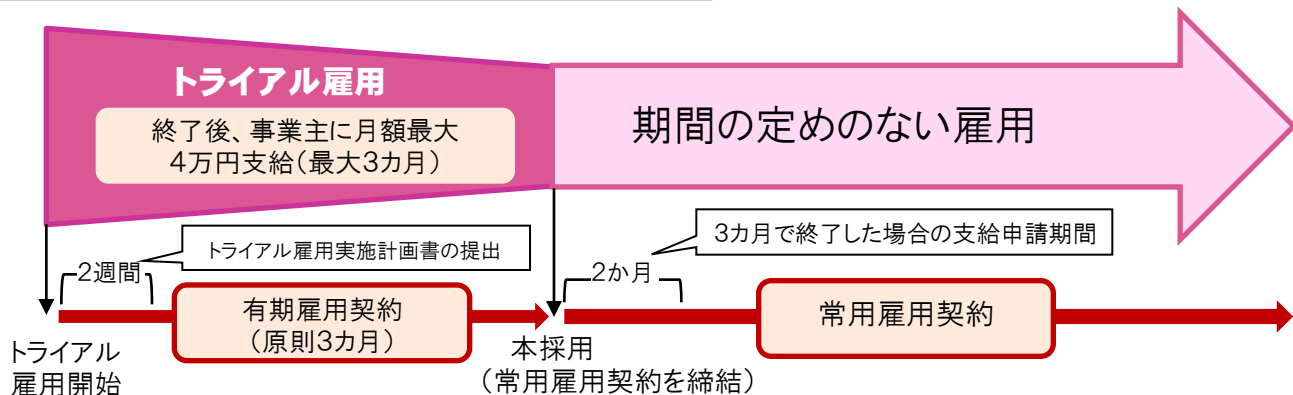 トライアル雇用
終了後、事業主に月額最大
4万円支給(最大3カ月)
期間の定めのない雇用
トライアル雇用実施計画書の提出
3カ月で終了した場合の支給申請期間
2週間
2か月
有期雇用契約
(原則3カ月)
常用雇用契約
トライアル
雇用開始
本採用
(常用雇用契約を締結)